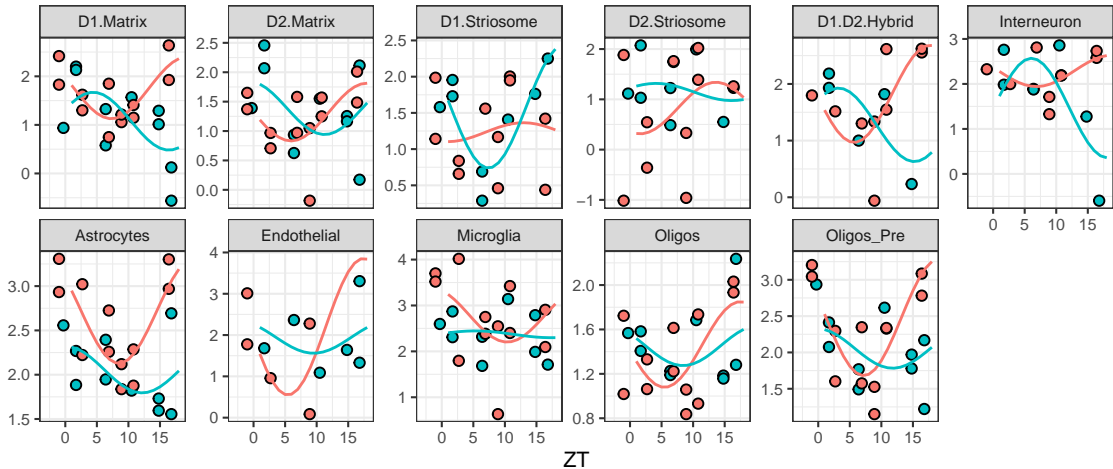 D1.Matrix D2.Matrix D1.Striosome D2.Striosome D1.D2.Hybrid Interneuron
2 1 0
2.5 2.0 1.5 1.0 0.5 0.0
2.0 1.5 1.0 0.5
2 1 0 −1
2 1 0
3 2 1 0
0 5 10 15
Astrocytes Endothelial Microglia Oligos Oligos_Pre
3.0 2.5 2.0 1.5
4 3 2 1 0
4 3 2 1
2.0 1.6 1.2 0.8
3.0 2.5 2.0 1.5
0 5 10 15 0 5 10 15 0 5 10 15 0 5 10 15 0 5 10 15
ZT